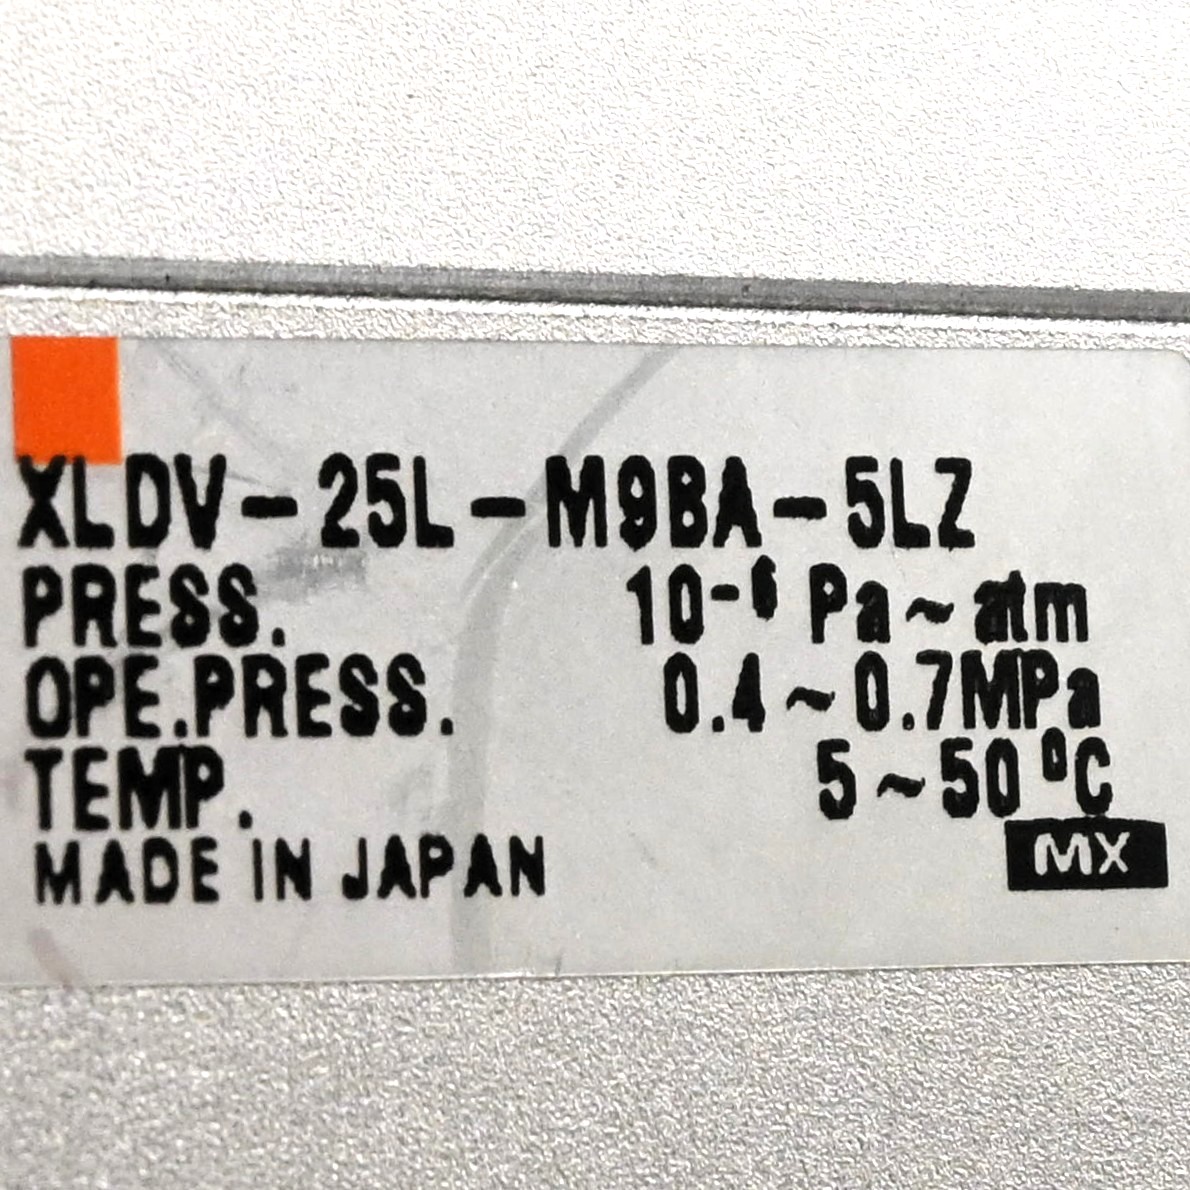 XLDV-25L-M9BA-5LZ
PRESS. 10-6 Pa~atm
OPE.PRESS. 0.4~0.7MPa
TEMP. 5~50 ºC
MADE IN JAPAN MX